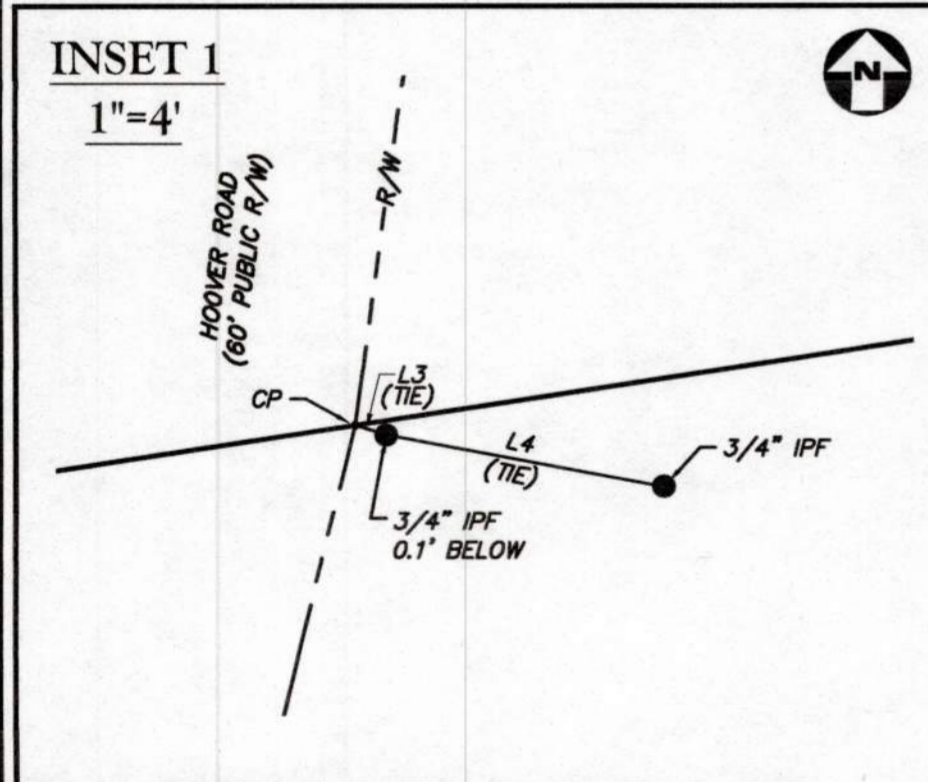 INSET 1
1"=4'
N
HOOVER ROAD
(60' PUBLIC R/W)
R/W
CP
L3
(TIE)
L4
(TIE)
3/4" IPF
3/4" IPF
0.1' BELOW